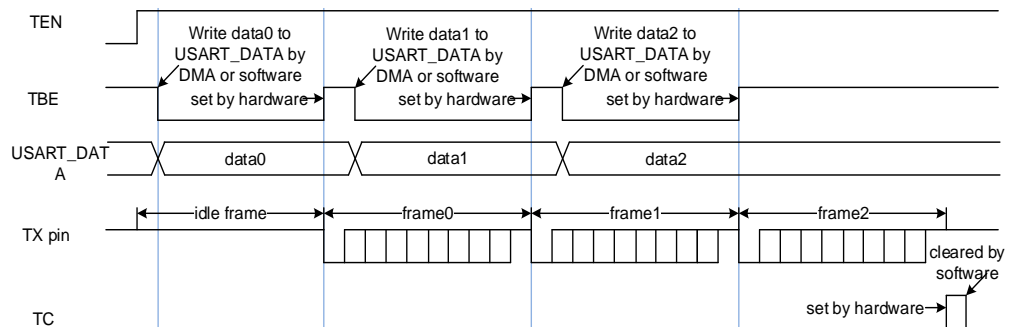 TEN
Write data0 to
USART_DATA by
DMA or software
Write data1 to
USART_DATA by
DMA or software
Write data2 to
USART_DATA by
DMA or software
TBE
set by hardware
set by hardware
set by hardware
USART_DAT
A
data0
data1
data2
idle frame
frame0
frame1
frame2
TX pin
cleared by
software
set by hardware
TC